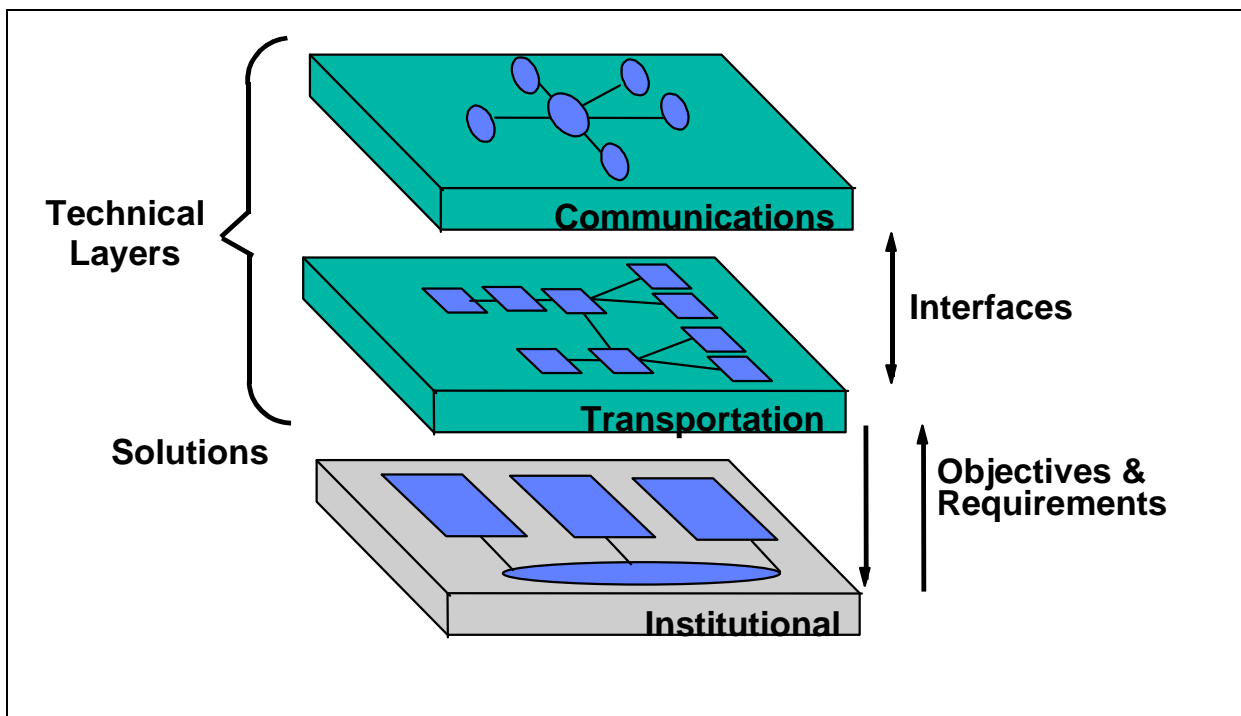 Communications
Technical
Layers
Interfaces
Transportation
Solutions
Objectives &
Requirements
Institutional